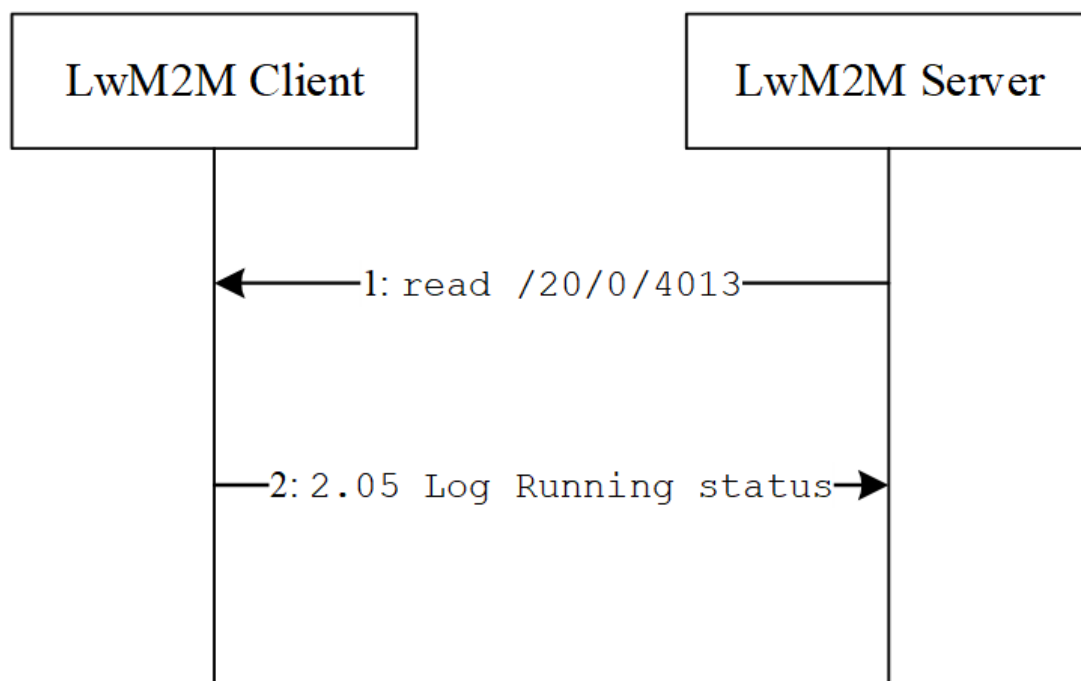 LwM2M Client
LwM2M Server
1: read /20/0/4013
2: 2.05 Log Running status